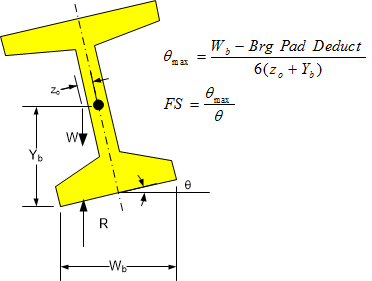 θmax = Wb − Brg Pad Deduct / 6(zo + Yb)
FS = θmax / θ
zo
W
Yb
θ
R
Wb